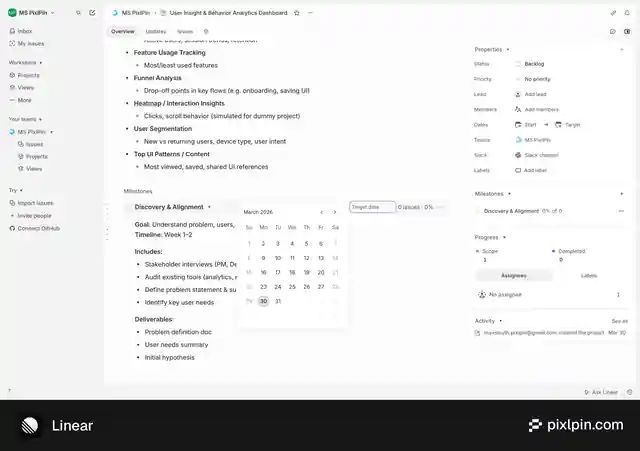 MS PixlPin
MS PixlPin › User Insight & Behavior Analytics Dashboard
Overview Updates Issues
Inbox
My issues
Workspace
Projects
Views
More
Your teams
MS PixlPin
Issues
Projects
Views
Try
Import issues
Invite people
Connect GitHub
Feature Usage Tracking
Most/least used features
Funnel Analysis
Drop-off points in key flows (e.g. onboarding, saving UI)
Heatmap / Interaction Insights
Clicks, scroll behavior (simulated for dummy project)
User Segmentation
New vs returning users, device type, user intent
Top UI Patterns / Content
Most viewed, saved, shared UI references
Milestones
Discovery & Alignment
Target date 0 issues 0%
Goal: Understand problem, users,
Timeline: Week 1–2
Includes:
Stakeholder interviews (PM, De
Audit existing tools (analytics, r
Define problem statement & su
Identify key user needs
Deliverables:
Problem definition doc
User needs summary
Initial hypothesis
March 2026
Su Mo Tu We Th Fr Sa
1 2 3 4 5 6 7
8 9 10 11 12 13 14
15 16 17 18 19 20 21
22 23 24 25 26 27 28
29 30 31
Properties
Status Backlog
Priority No priority
Lead Add lead
Members Add members
Dates Start → Target
Teams MS PixlPin
Slack Slack channel
Labels Add label
Milestones
Discovery & Alignment 0% of 0
Progress
Scope Completed
1 0
Assignees Labels
No assignee 1
Activity See all
created the project Mar 30
? Ask Linear
Linear pixlpin.com